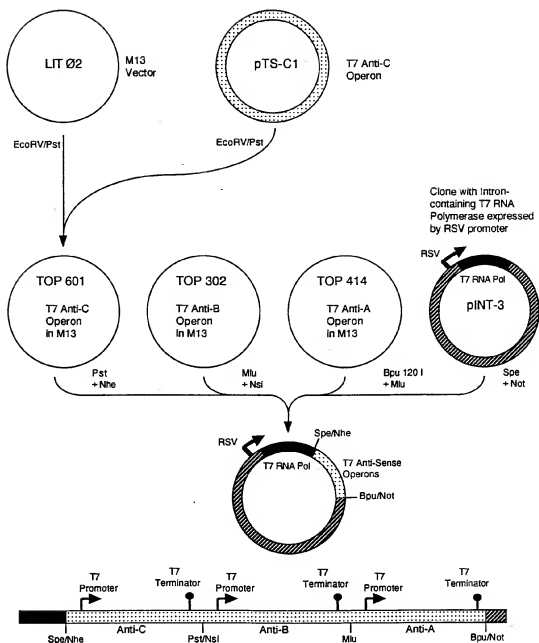 LIT Ø2
M13
Vector
pTS-C1
T7 Anti-C
Operon
EcoRV/Pst
EcoRV/Pst
Clone with Intron-
containing T7 RNA
Polymerase expressed
by RSV promoter
RSV
TOP 601
T7 Anti-C
Operon
in M13
TOP 302
T7 Anti-B
Operon
in M13
TOP 414
T7 Anti-A
Operon
in M13
T7 RNA Pol
pINT-3
Pst
+ Nhe
Mlu
+ Nsi
Bpu 120 I
+ Mlu
Spe
+ Not
RSV
Spe/Nhe
T7 RNA Pol
T7 Anti-Sense
Operons
Bpu/Not
T7
Promoter
T7
Terminator
T7
Promoter
T7
Terminator
T7
Promoter
T7
Terminator
Spe/Nhe
Anti-C
Pst/Nsi
Anti-B
Mlu
Anti-A
Bpu/Not